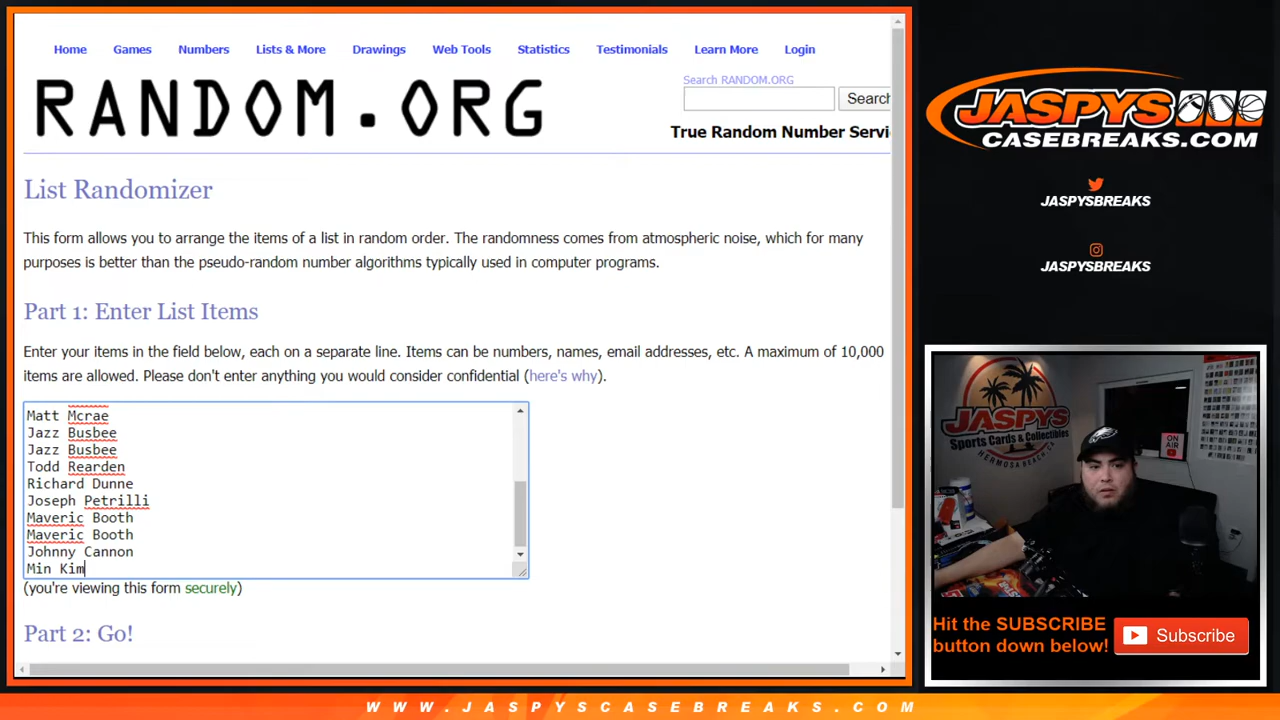 Home Games Numbers Lists & More Drawings Web Tools Statistics Testimonials Learn More Login
RANDOM.ORG
Search RANDOM.ORG
Search
True Random Number Servi
List Randomizer
This form allows you to arrange the items of a list in random order. The randomness comes from atmospheric noise, which for many
purposes is better than the pseudo-random number algorithms typically used in computer programs.
Part 1: Enter List Items
Enter your items in the field below, each on a separate line. Items can be numbers, names, email addresses, etc. A maximum of 10,000
items are allowed. Please don't enter anything you would consider confidential (here's why).
Matt Mcrae
Jazz Busbee
Jazz Busbee
Todd Rearden
Richard Dunne
Joseph Petrilli
Maveric Booth
Maveric Booth
Johnny Cannon
Min Kim
(you're viewing this form securely)
Part 2: Go!
JASPYS
CASEBREAKS.COM
JASPYSBREAKS
JASPYSBREAKS
JASPYS
Sports Cards & Collectibles
HERMOSA BEACH, CA
ON
AIR
Hit the SUBSCRIBE
button down below!
Subscribe
WWW.JASPYSCASEBREAKS.COM